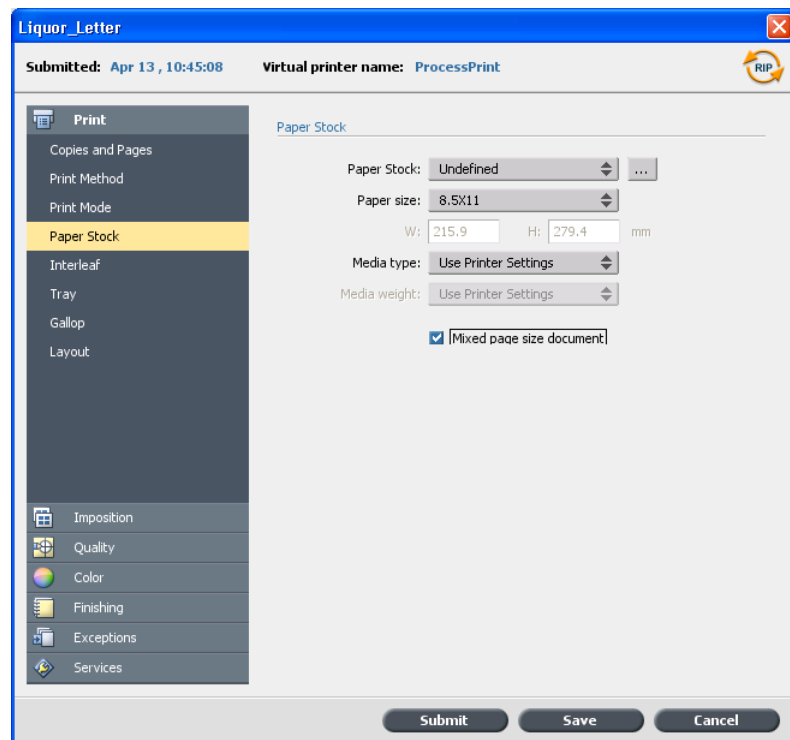 Liquor_Letter
Submitted: Apr 13 , 10:45:08 Virtual printer name: ProcessPrint
RIP
Print
Copies and Pages
Print Method
Print Mode
Paper Stock
Interleaf
Tray
Gallop
Layout
Imposition
Quality
Color
Finishing
Exceptions
Services
Paper Stock
Paper Stock: Undefined ...
Paper size: 8.5X11
W: 215.9 H: 279.4 mm
Media type: Use Printer Settings
Media weight: Use Printer Settings
Mixed page size document
Submit Save Cancel